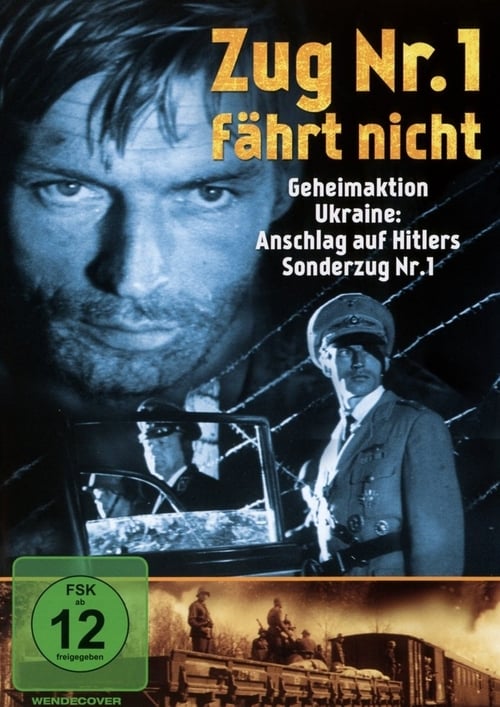 Zug Nr.1
fährt nicht
Geheimaktion
Ukraine:
Anschlag auf Hitlers
Sonderzug Nr.1
FSK
ab
12
freigegeben
WENDECOVER